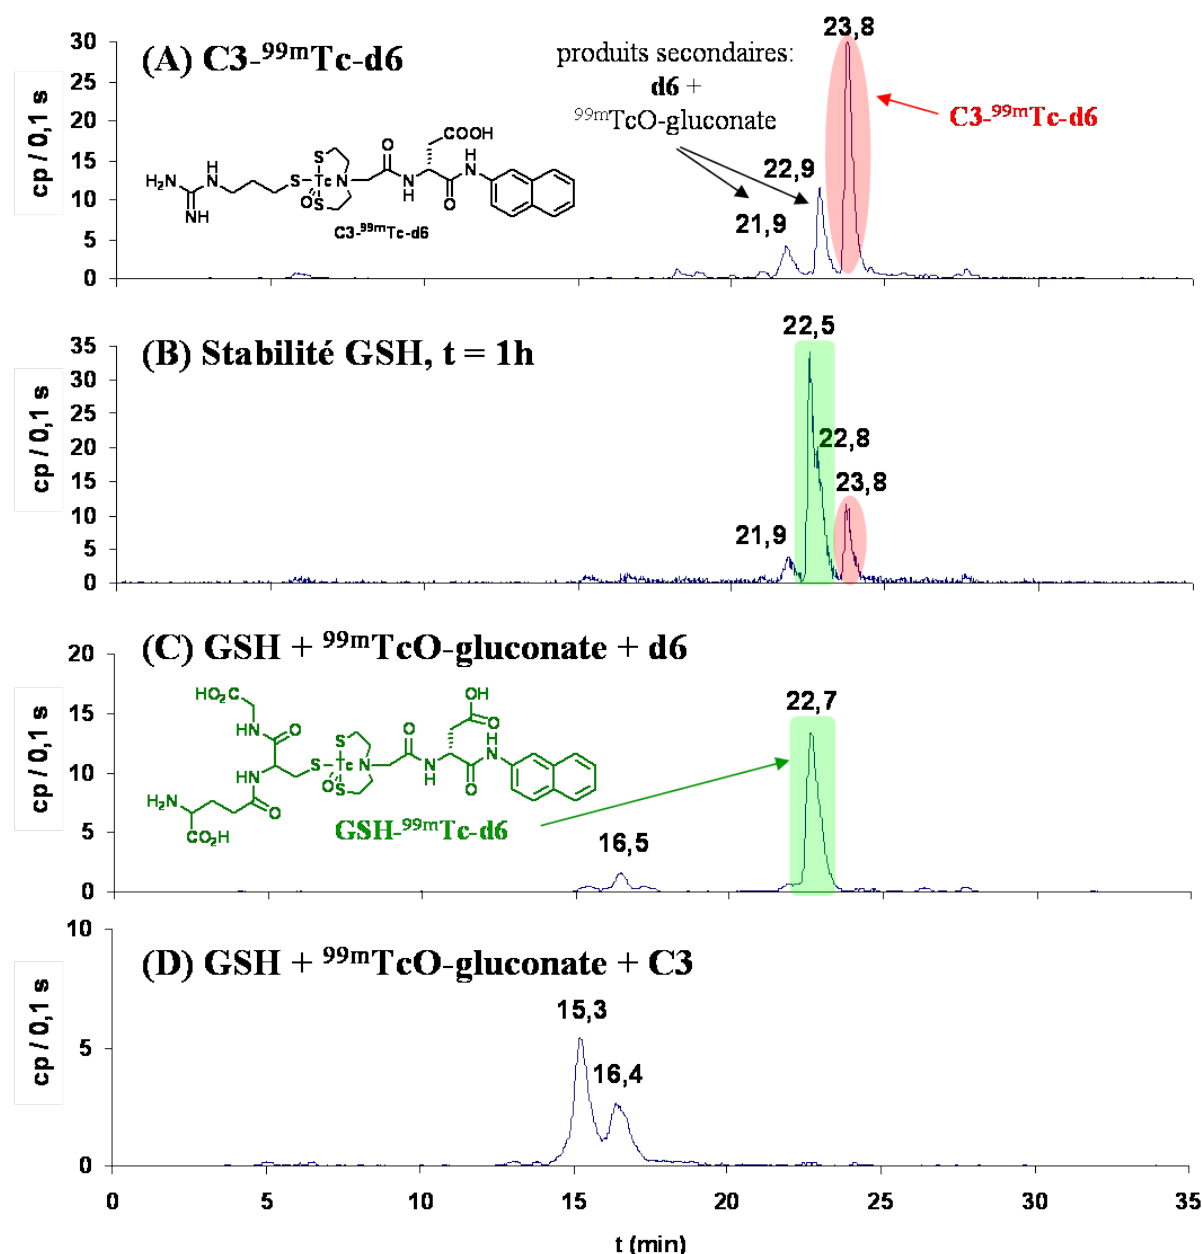 (A) C3-99mTc-d6
produits secondaires:
d6 +
99mTcO-gluconate
23,8
C3-99mTc-d6
22,9
21,9
cp / 0,1 s
30
25
20
15
10
5
0
H2N
NH
H
N
S
S
Tc
N
O
S
O
N
H
COOH
H
N
O
C3-99mTc-d6
(B) Stabilité GSH, t = 1h
22,5
22,8
23,8
21,9
cp / 0,1 s
35
30
25
20
15
10
5
0
(C) GSH + 99mTcO-gluconate + d6
22,7
16,5
cp / 0,1 s
20
15
10
5
0
HO2C
NH
O
O
NH
H2N
CO2H
O
S
S
Tc
N
O
S
O
N
H
OH
O
H
N
O
GSH-99mTc-d6
(D) GSH + 99mTcO-gluconate + C3
15,3
16,4
cp / 0,1 s
10
5
0
0 5 10 15 20 25 30 35
t (min)